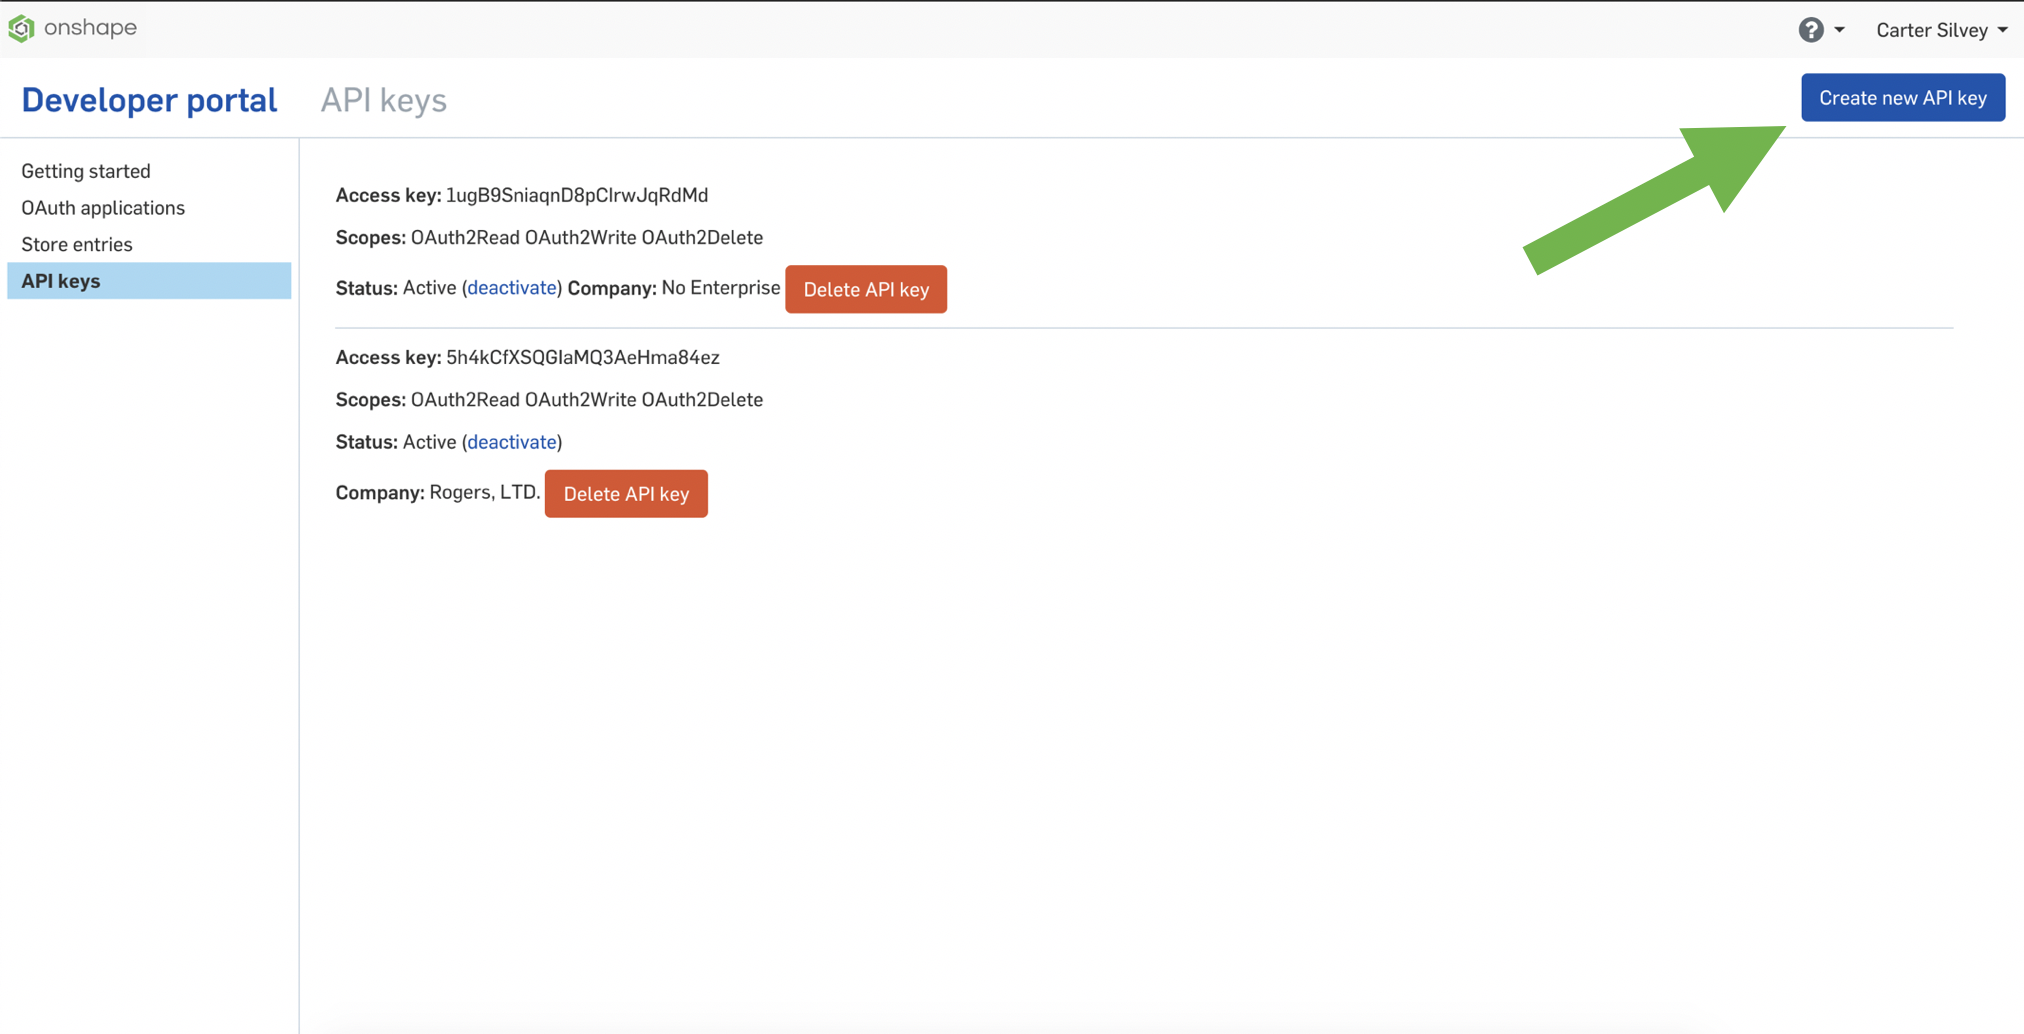 onshape
?
Carter Silvey
Developer portal
API keys
Create new API key
Getting started
OAuth applications
Store entries
API keys
Access key: 1ugB9SniaqnD8pCIrwJqRdMd
Scopes: OAuth2Read OAuth2Write OAuth2Delete
Status: Active (deactivate) Company: No Enterprise Delete API key
Access key: 5h4kCfXSQGIaMQ3AeHma84ez
Scopes: OAuth2Read OAuth2Write OAuth2Delete
Status: Active (deactivate)
Company: Rogers, LTD. Delete API key